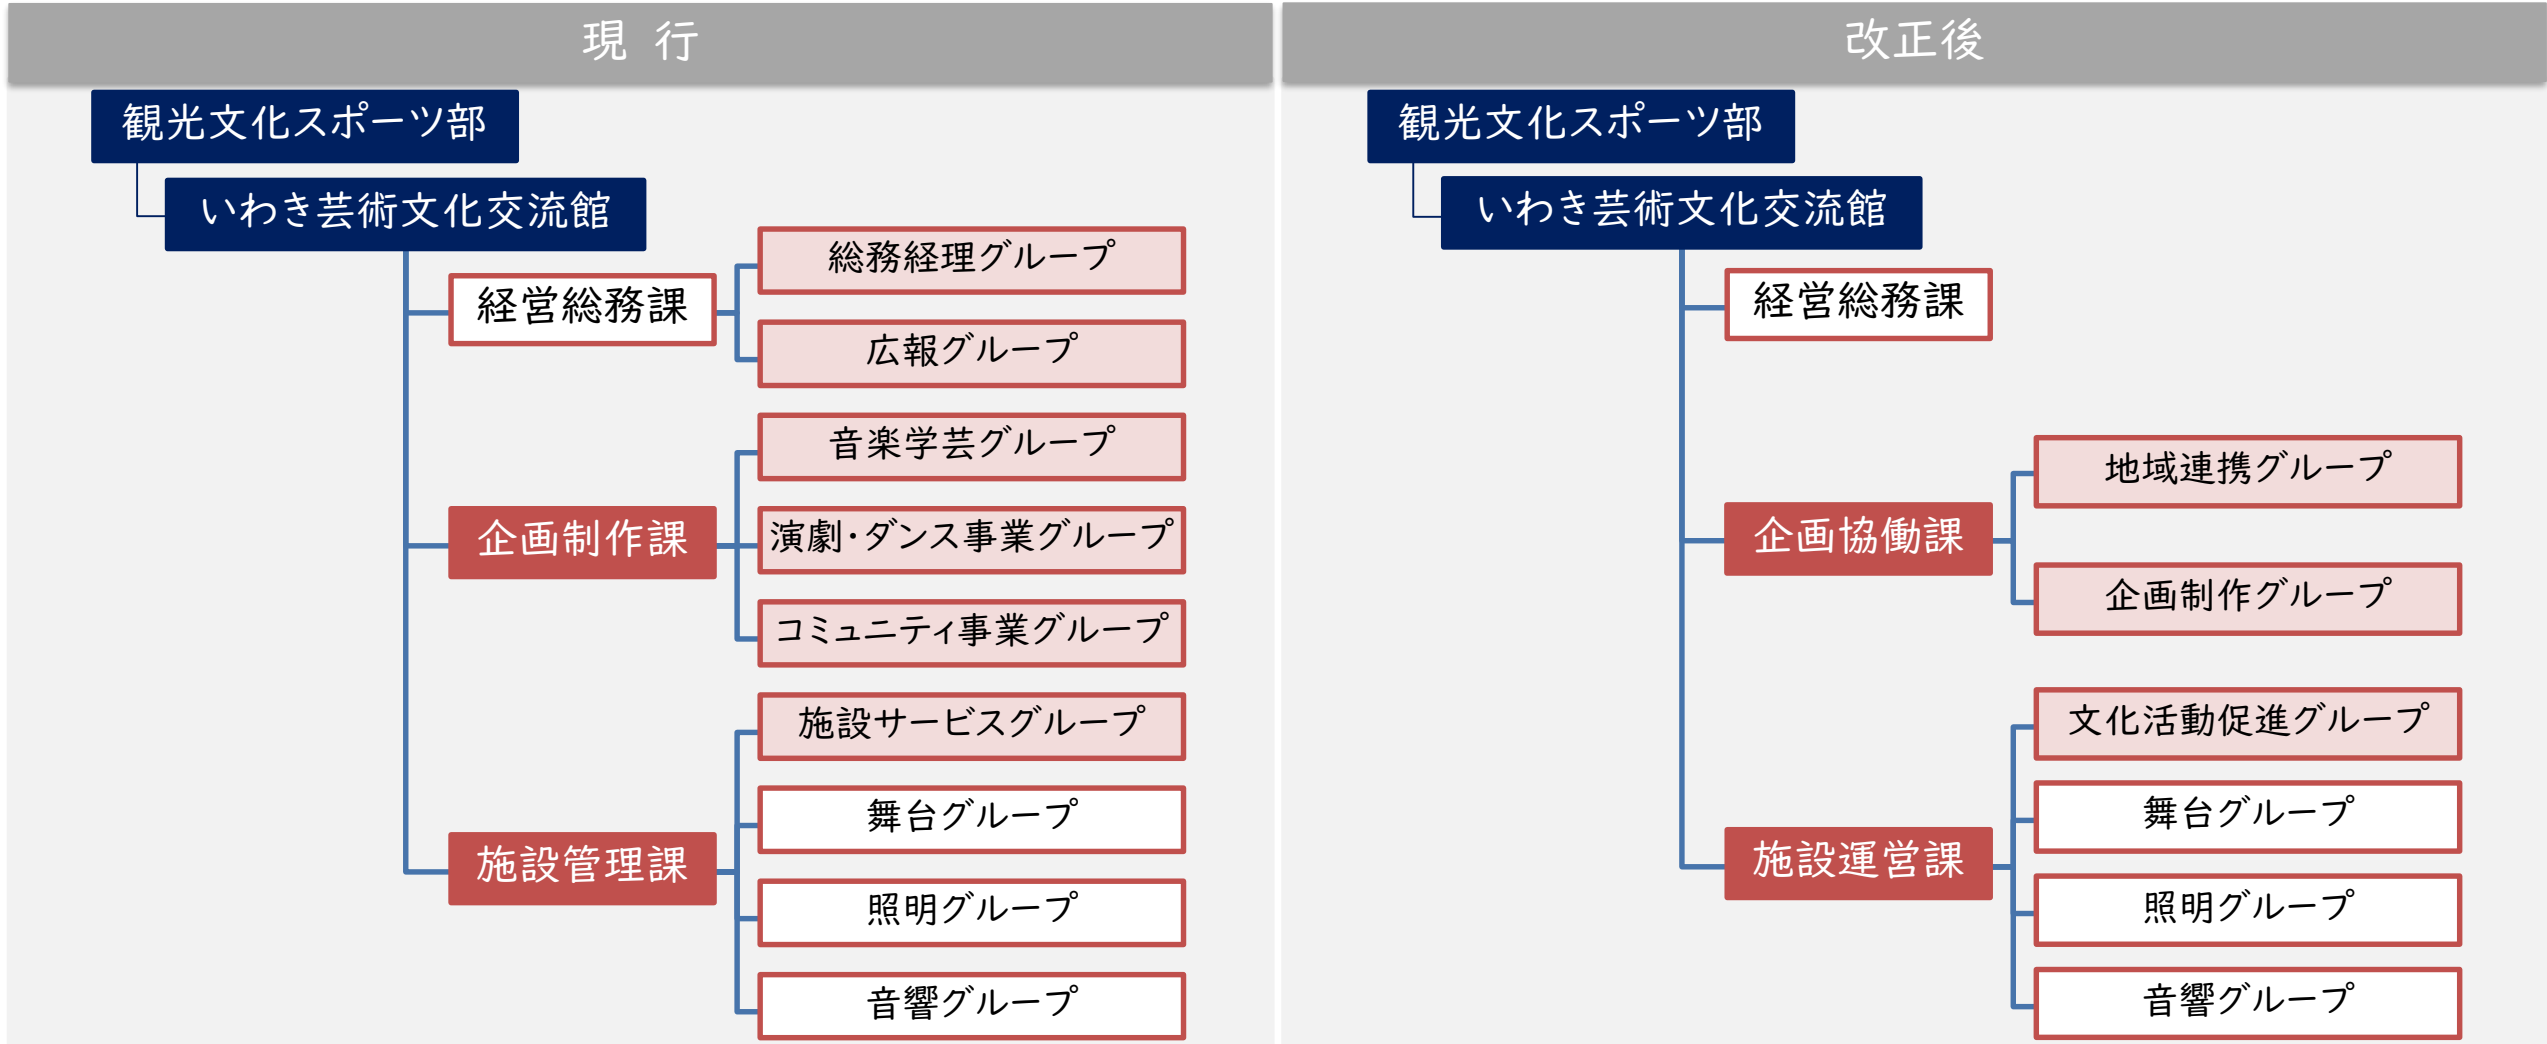 現 行
観光文化スポーツ部
いわき芸術文化交流館
経営総務課
総務経理グループ
広報グループ
企画制作課
音楽学芸グループ
演劇・ダンス事業グループ
コミュニティ事業グループ
施設管理課
施設サービスグループ
舞台グループ
照明グループ
音響グループ
改正後
観光文化スポーツ部
いわき芸術文化交流館
経営総務課
企画協働課
地域連携グループ
企画制作グループ
施設運営課
文化活動促進グループ
舞台グループ
照明グループ
音響グループ